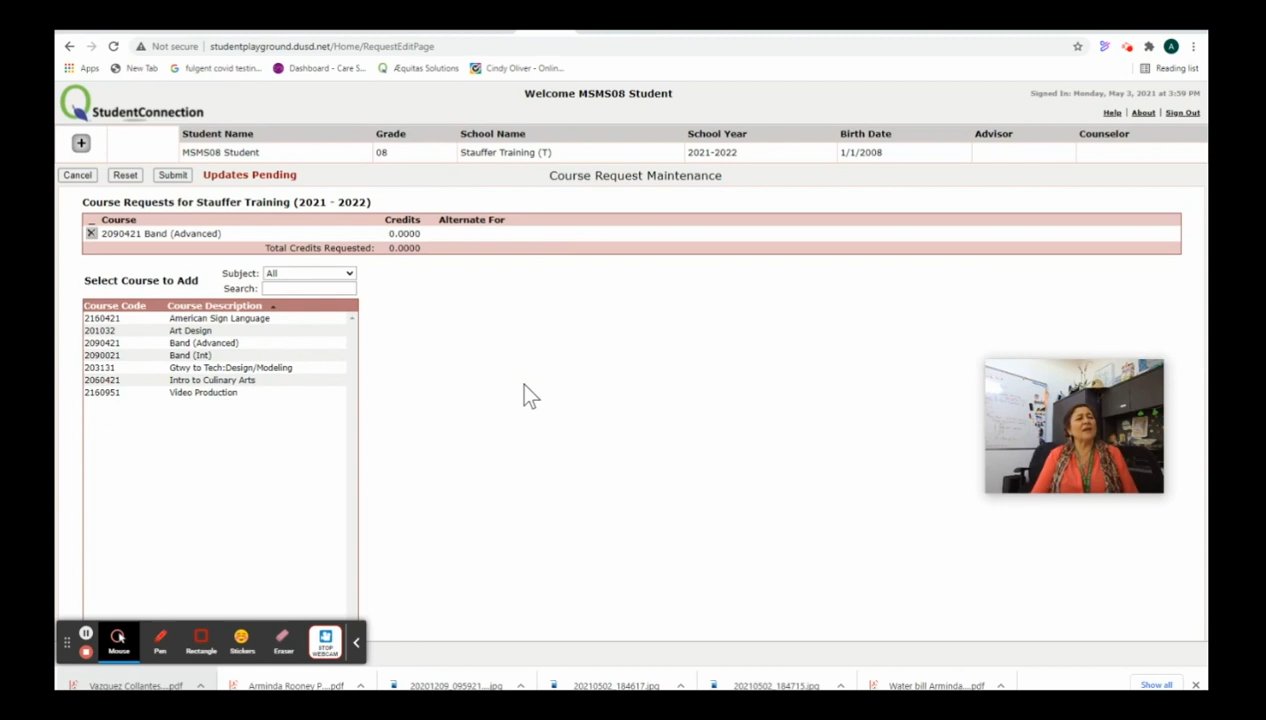 Not secure | studentplayground.dusd.net/Home/RequestEditPage
A
Apps New Tab fulgent covid testin... Dashboard - Care S... Æquitas Solutions Cindy Oliver - Onlin... Reading list
StudentConnection
Welcome MSMS08 Student
Signed In: Monday, May 3, 2021 at 3:59 PM
Help | About | Sign Out
Student Name Grade School Name School Year Birth Date Advisor Counselor
MSMS08 Student 08 Stauffer Training (T) 2021-2022 1/1/2008
Cancel Reset Submit Updates Pending Course Request Maintenance
Course Requests for Stauffer Training (2021 - 2022)
_ Course Credits Alternate For
X 2090421 Band (Advanced) 0.0000
Total Credits Requested: 0.0000
Select Course to Add
Subject: All
Search:
Course Code Course Description
2160421 American Sign Language
201032 Art Design
2090421 Band (Advanced)
2090021 Band (Int)
203131 Gtwy to Tech:Design/Modeling
2060421 Intro to Culinary Arts
2160951 Video Production
Mouse Pen Rectangle Stickers Eraser STOP WEBCAM
Vazquez Collantes....pdf Arminda Rooney P....pdf 20201209_095921....jpg 20210502_184617.jpg 20210502_184715.jpg Water bill Arminda....pdf Show all